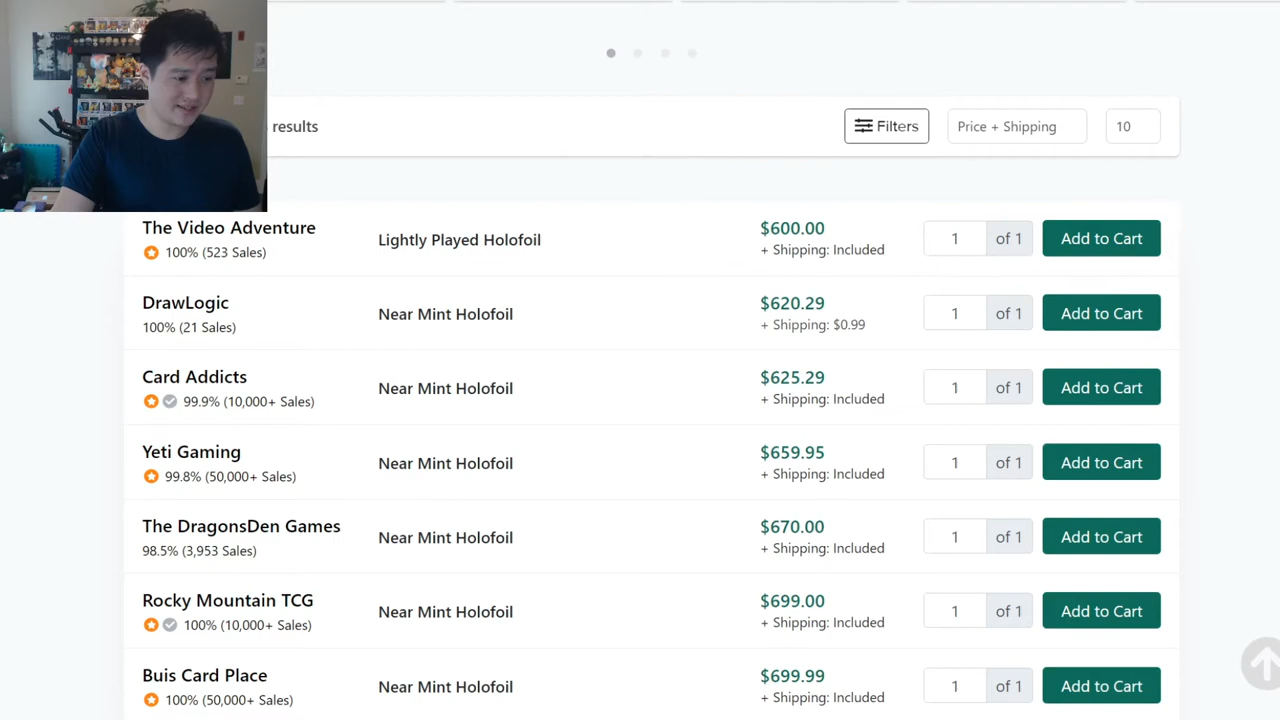 results
Filters
Price + Shipping
10
The Video Adventure
100% (523 Sales)
Lightly Played Holofoil
$600.00
+ Shipping: Included
1
of 1
Add to Cart
DrawLogic
100% (21 Sales)
Near Mint Holofoil
$620.29
+ Shipping: $0.99
1
of 1
Add to Cart
Card Addicts
99.9% (10,000+ Sales)
Near Mint Holofoil
$625.29
+ Shipping: Included
1
of 1
Add to Cart
Yeti Gaming
99.8% (50,000+ Sales)
Near Mint Holofoil
$659.95
+ Shipping: Included
1
of 1
Add to Cart
The DragonsDen Games
98.5% (3,953 Sales)
Near Mint Holofoil
$670.00
+ Shipping: Included
1
of 1
Add to Cart
Rocky Mountain TCG
100% (10,000+ Sales)
Near Mint Holofoil
$699.00
+ Shipping: Included
1
of 1
Add to Cart
Buis Card Place
100% (50,000+ Sales)
Near Mint Holofoil
$699.99
+ Shipping: Included
1
of 1
Add to Cart